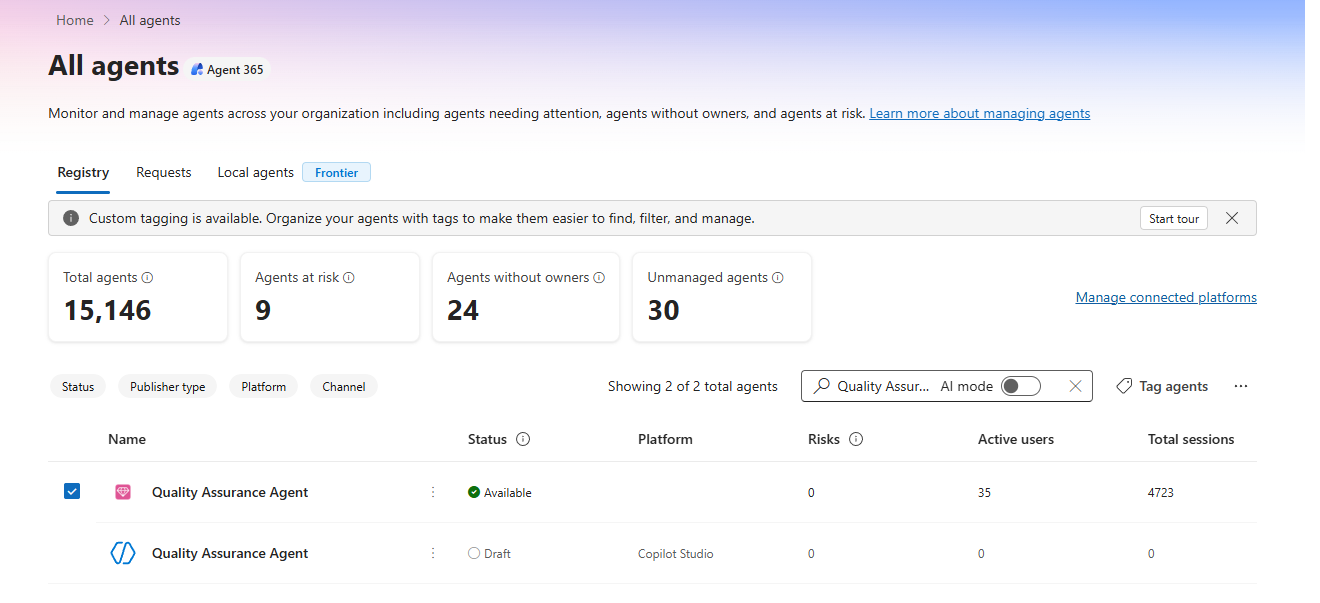 Home > All agents
All agents Agent 365
Monitor and manage agents across your organization including agents needing attention, agents without owners, and agents at risk. Learn more about managing agents
Registry Requests Local agents Frontier
Custom tagging is available. Organize your agents with tags to make them easier to find, filter, and manage. Start tour
Total agents Agents at risk Agents without owners Unmanaged agents
15,146 9 24 30
Manage connected platforms
Status Publisher type Platform Channel Showing 2 of 2 total agents Quality Assur... AI mode Tag agents ...
Name Status Platform Risks Active users Total sessions
Quality Assurance Agent Available 0 35 4723
Quality Assurance Agent Draft Copilot Studio 0 0 0